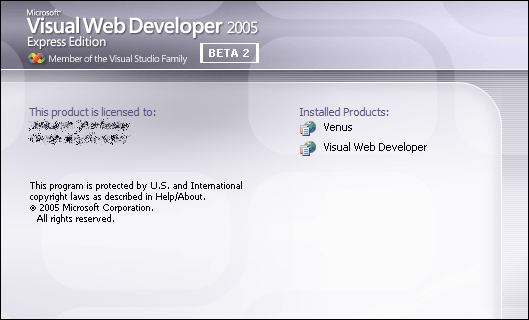 Microsoft®
Visual Web Developer 2005
Express Edition
Member of the Visual Studio Family
BETA 2
This product is licensed to:
Installed Products:
Venus
Visual Web Developer
This program is protected by U.S. and International
copyright laws as described in Help/About.
© 2005 Microsoft Corporation.
All rights reserved.